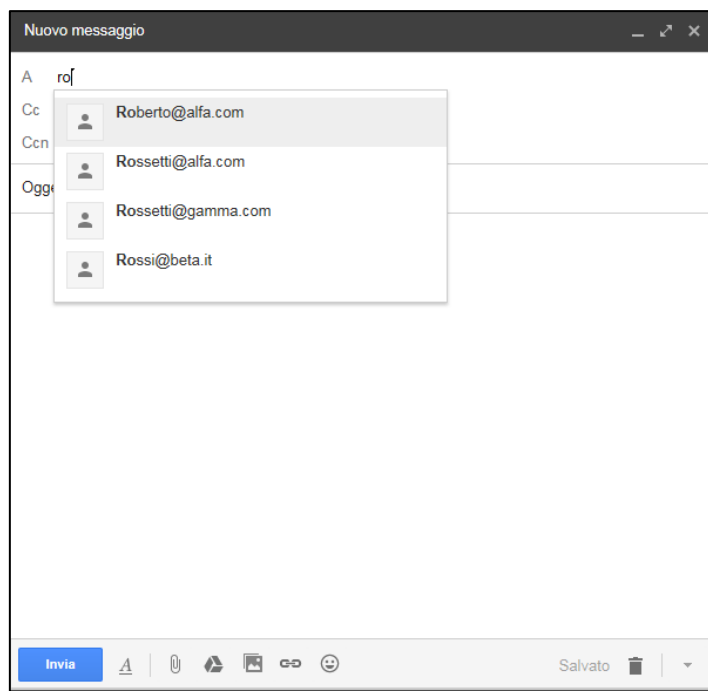 Nuovo messaggio
A ro
Roberto@alfa.com
Cc
Ccn
Rossetti@alfa.com
Ogge
Rossetti@gamma.com
Rossi@beta.it
Invia A Salvato